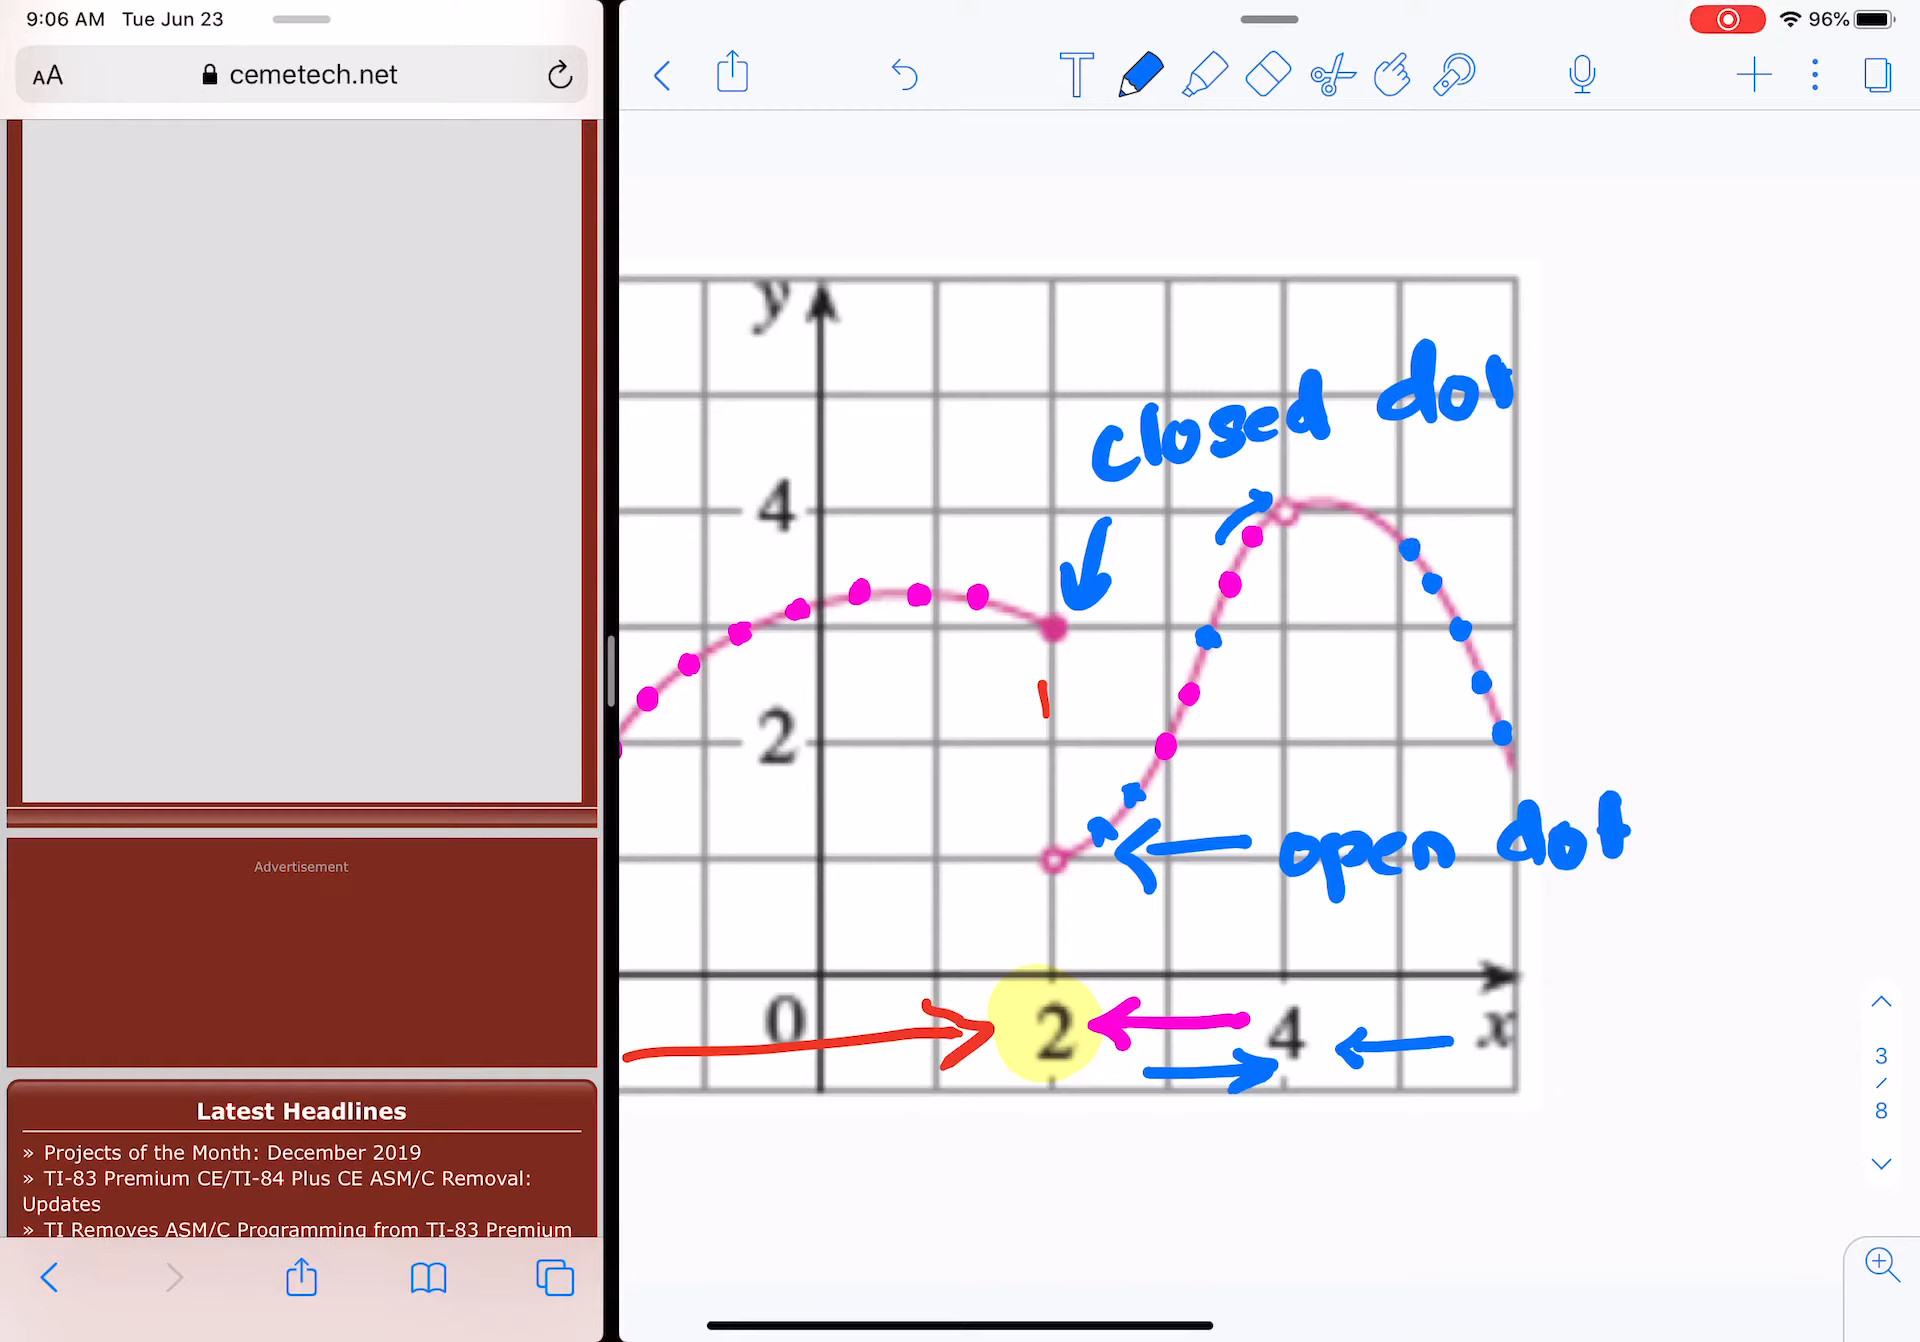 9:06 AM Tue Jun 23
96%
AA cemetech.net
T
y
closed dot
4
2
open dot
0 2 4 x
3
/
8
Advertisement
Latest Headlines
» Projects of the Month: December 2019
» TI-83 Premium CE/TI-84 Plus CE ASM/C Removal:
Updates
» TI Removes ASM/C Programming from TI-83 Premium